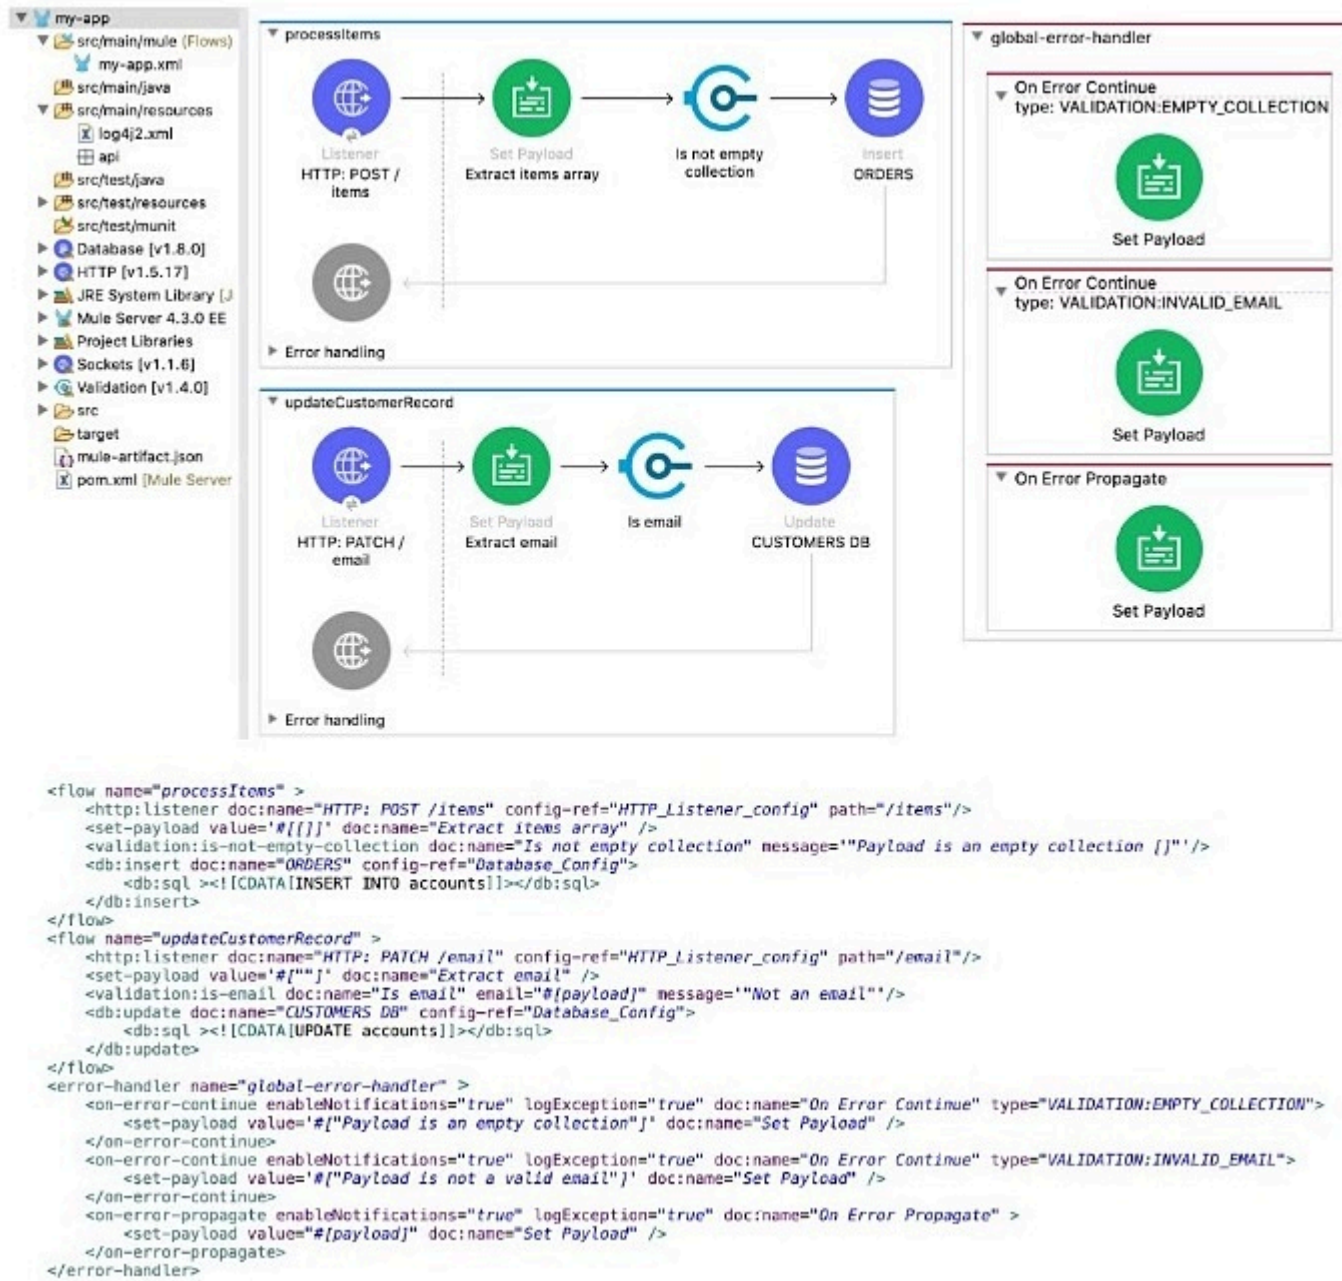 my-app
src/main/mule (Flows)
my-app.xml
src/main/java
src/main/resources
log4j2.xml
api
src/test/java
src/test/resources
src/test/munit
Database [v1.8.0]
HTTP [v1.5.17]
JRE System Library [J
Mule Server 4.3.0 EE
Project Libraries
Sockets [v1.1.6]
Validation [v1.4.0]
src
target
mule-artifact.json
pom.xml [Mule Server
processItems
Listener
HTTP: POST /
items
Set Payload
Extract items array
Is not empty
collection
Insert
ORDERS
Error handling
updateCustomerRecord
Listener
HTTP: PATCH /
email
Set Payload
Extract email
Is email
Update
CUSTOMERS DB
Error handling
global-error-handler
On Error Continue
type: VALIDATION:EMPTY_COLLECTION
Set Payload
On Error Continue
type: VALIDATION:INVALID_EMAIL
Set Payload
On Error Propagate
Set Payload
<flow name="processItems" >
<http:listener doc:name="HTTP: POST /items" config-ref="HTTP_Listener_config" path="/items"/>
<set-payload value='#[[]]' doc:name="Extract items array" />
<validation:is-not-empty-collection doc:name="Is not empty collection" message='"Payload is an empty collection []"'/>
<db:insert doc:name="ORDERS" config-ref="Database_Config">
<db:sql ><![CDATA[INSERT INTO accounts]]></db:sql>
</db:insert>
</flow>
<flow name="updateCustomerRecord" >
<http:listener doc:name="HTTP: PATCH /email" config-ref="HTTP_Listener_config" path="/email"/>
<set-payload value='#[""]' doc:name="Extract email" />
<validation:is-email doc:name="Is email" email="#[payload]" message='"Not an email"'/>
<db:update doc:name="CUSTOMERS DB" config-ref="Database_Config">
<db:sql ><![CDATA[UPDATE accounts]]></db:sql>
</db:update>
</flow>
<error-handler name="global-error-handler" >
<on-error-continue enableNotifications="true" logException="true" doc:name="On Error Continue" type="VALIDATION:EMPTY_COLLECTION">
<set-payload value='#["Payload is an empty collection"]' doc:name="Set Payload" />
</on-error-continue>
<on-error-continue enableNotifications="true" logException="true" doc:name="On Error Continue" type="VALIDATION:INVALID_EMAIL">
<set-payload value='#["Payload is not a valid email"]' doc:name="Set Payload" />
</on-error-continue>
<on-error-propagate enableNotifications="true" logException="true" doc:name="On Error Propagate" >
<set-payload value="#[payload]" doc:name="Set Payload" />
</on-error-propagate>
</error-handler>